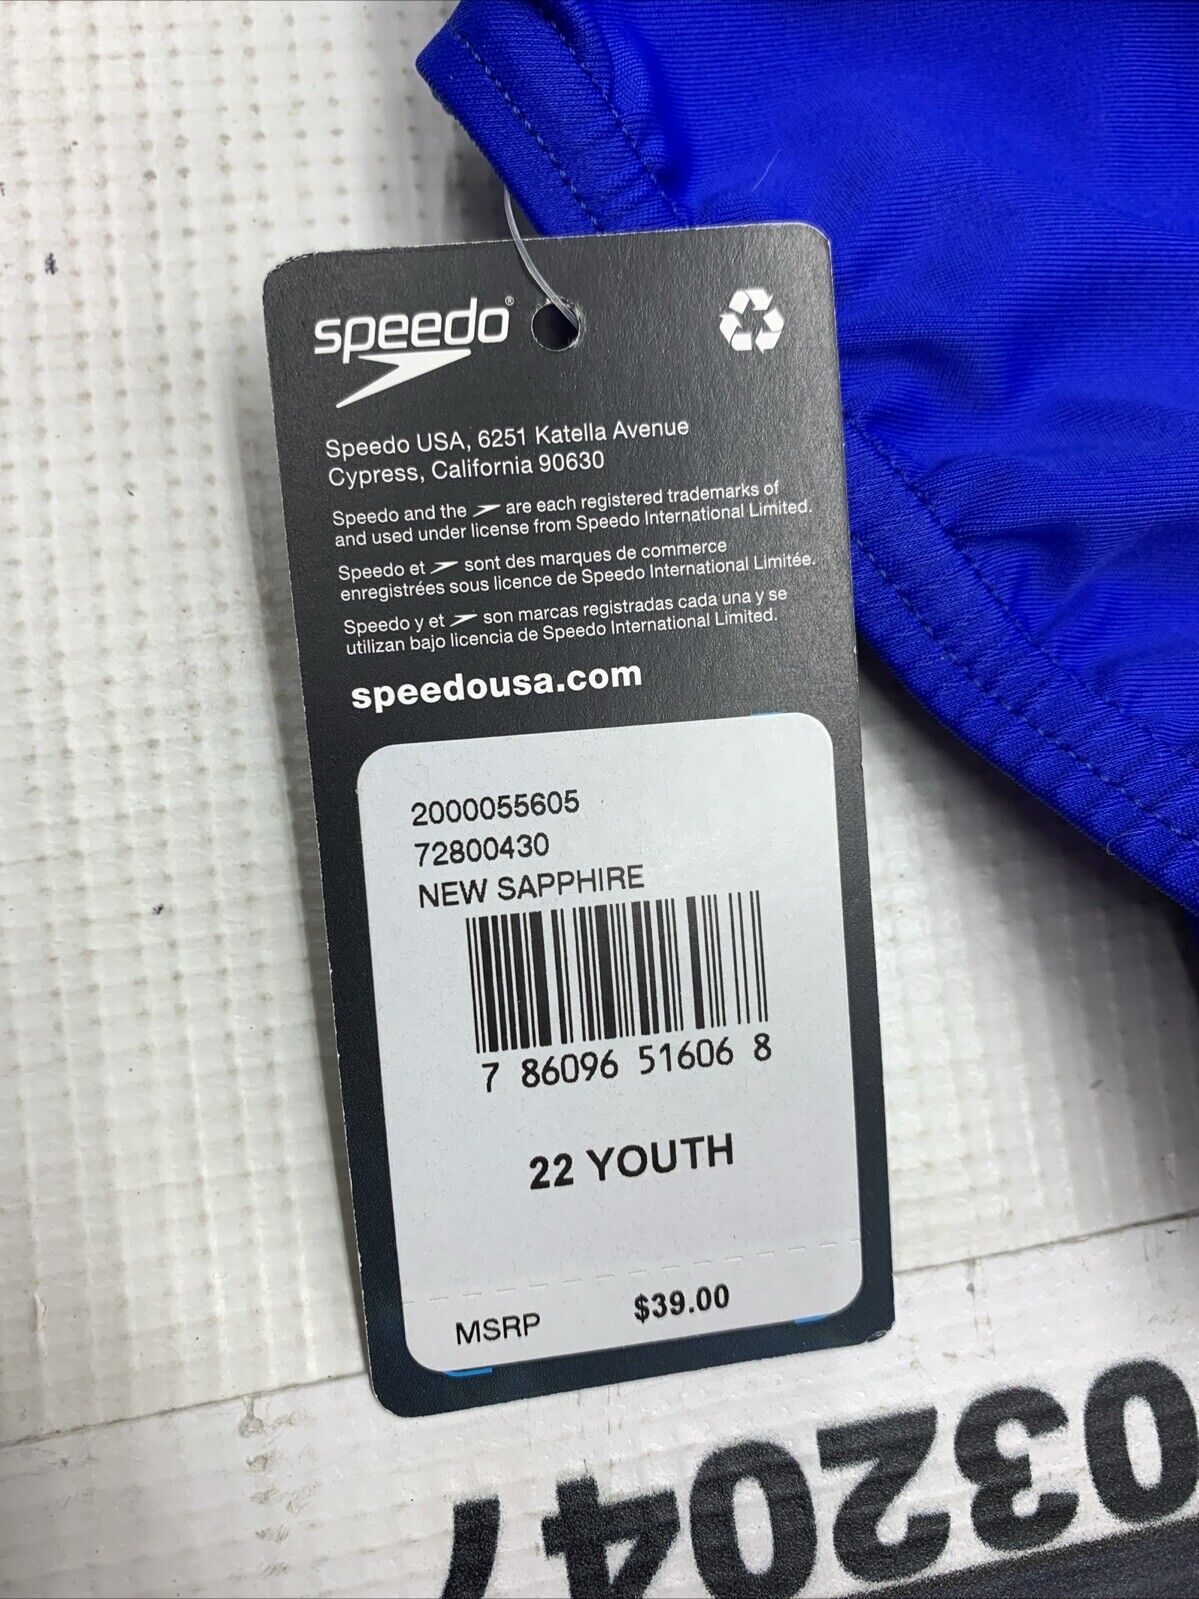 speedo®
Speedo USA, 6251 Katella Avenue
Cypress, California 90630
Speedo and the are each registered trademarks of
and used under license from Speedo International Limited.
Speedo et sont des marques de commerce
enregistrées sous licence de Speedo International Limitée.
Speedo y et son marcas registradas cada una y se
utilizan bajo licencia de Speedo International Limited.
speedousa.com
2000055605
72800430
NEW SAPPHIRE
7 86096 51606 8
22 YOUTH
MSRP $39.00
032047